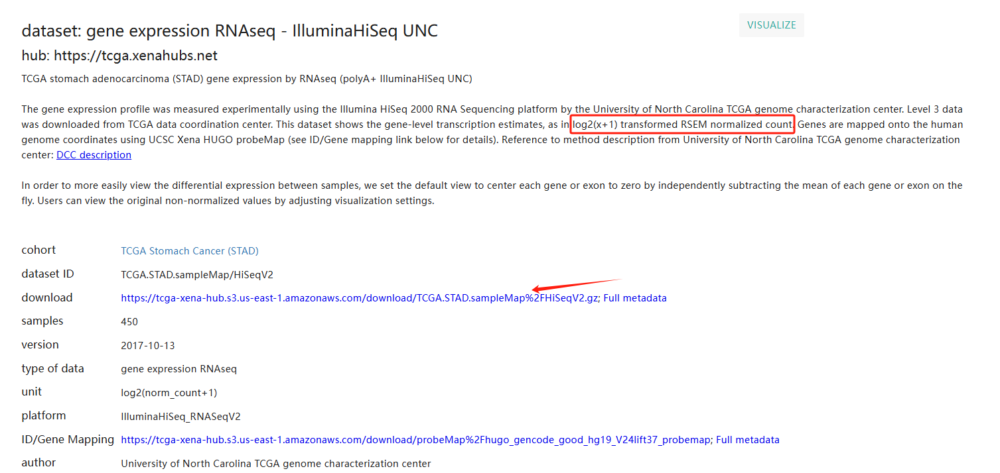 dataset: gene expression RNAseq - IlluminaHiSeq UNC
VISUALIZE
hub: https://tcga.xenahubs.net
TCGA stomach adenocarcinoma (STAD) gene expression by RNAseq (polyA+ IlluminaHiSeq UNC)
The gene expression profile was measured experimentally using the Illumina HiSeq 2000 RNA Sequencing platform by the University of North Carolina TCGA genome characterization center. Level 3 data
was downloaded from TCGA data coordination center. This dataset shows the gene-level transcription estimates, as in log2(x+1) transformed RSEM normalized count. Genes are mapped onto the human
genome coordinates using UCSC Xena HUGO probeMap (see ID/Gene mapping link below for details). Reference to method description from University of North Carolina TCGA genome characterization
center: DCC description
In order to more easily view the differential expression between samples, we set the default view to center each gene or exon to zero by independently subtracting the mean of each gene or exon on the
fly. Users can view the original non-normalized values by adjusting visualization settings.
cohort TCGA Stomach Cancer (STAD)
dataset ID TCGA.STAD.sampleMap/HiSeqV2
download https://tcga-xena-hub.s3.us-east-1.amazonaws.com/download/TCGA.STAD.sampleMap%2FHiSeqV2.gz; Full metadata
samples 450
version 2017-10-13
type of data gene expression RNAseq
unit log2(norm_count+1)
platform IlluminaHiSeq_RNASeqV2
ID/Gene Mapping https://tcga-xena-hub.s3.us-east-1.amazonaws.com/download/probeMap%2Fhugo_gencode_good_hg19_V24lift37_probemap; Full metadata
author University of North Carolina TCGA genome characterization center